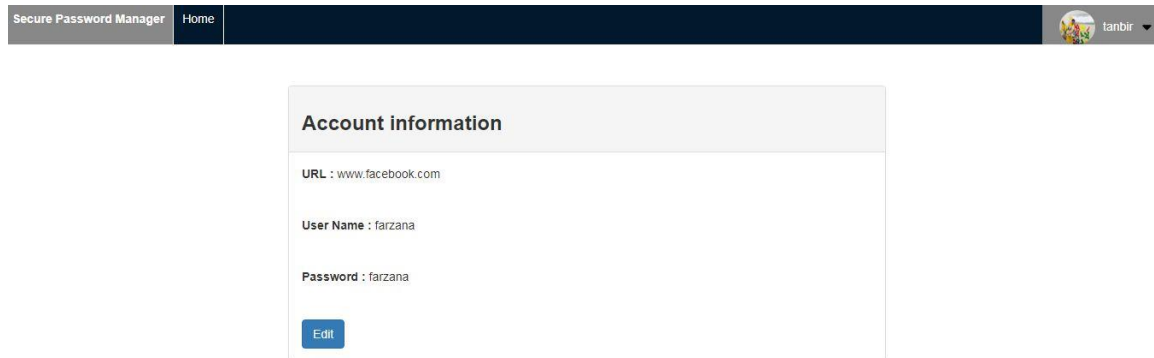 Secure Password Manager Home tanbir
Account information
URL : www.facebook.com
User Name : farzana
Password : farzana
Edit